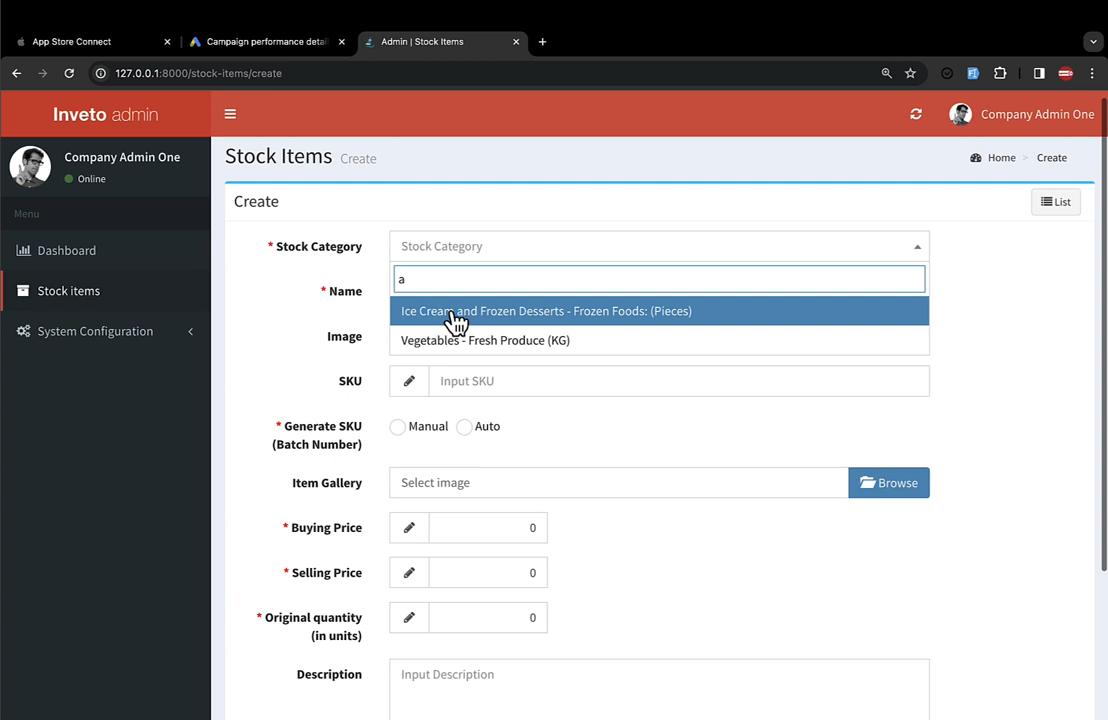 App Store Connect
Campaign performance detai
Admin | Stock Items
127.0.0.1:8000/stock-items/create
Inveto admin
Company Admin One
Company Admin One
Online
Menu
Dashboard
Stock items
System Configuration
Stock Items Create
Home > Create
Create
List
* Stock Category
Stock Category
a
* Name
Ice Cream and Frozen Desserts - Frozen Foods: (Pieces)
Image
Vegetables - Fresh Produce (KG)
SKU
Input SKU
* Generate SKU
(Batch Number)
Manual
Auto
Item Gallery
Select image
Browse
* Buying Price
0
* Selling Price
0
* Original quantity
(in units)
0
Description
Input Description